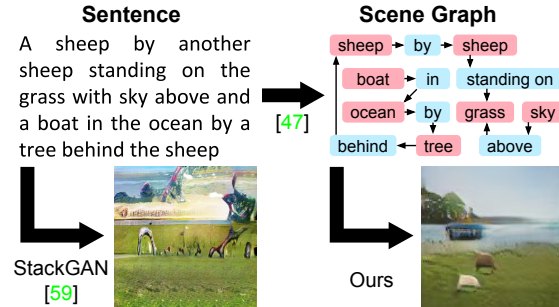 Sentence
A sheep by another
sheep standing on the
grass with sky above and
a boat in the ocean by a
tree behind the sheep
[47]
Scene Graph
sheep by sheep
boat in standing on
ocean by grass sky
behind tree above
StackGAN
[59]
Ours